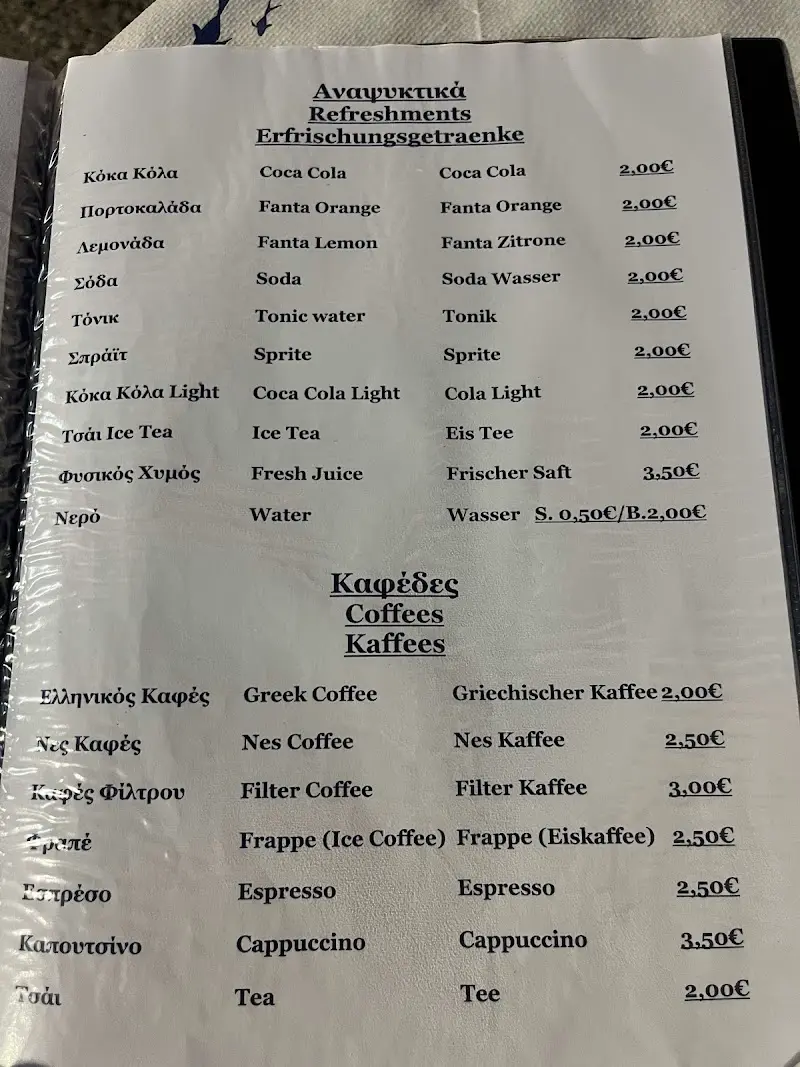 Αναψυκτικά
Refreshments
Erfrischungsgetraenke
Κόκα Κόλα Coca Cola Coca Cola 2,00€
Πορτοκαλάδα Fanta Orange Fanta Orange 2,00€
Λεμονάδα Fanta Lemon Fanta Zitrone 2,00€
Σόδα Soda Soda Wasser 2,00€
Τόνικ Tonic water Tonik 2,00€
Σπράϊτ Sprite Sprite 2,00€
Κόκα Κόλα Light Coca Cola Light Cola Light 2,00€
Τσάι Ice Tea Ice Tea Eis Tee 2,00€
Φυσικός Χυμός Fresh Juice Frischer Saft 3,50€
Νερό Water Wasser S. 0,50€/B.2,00€
Καφέδες
Coffees
Kaffees
Ελληνικός Καφές Greek Coffee Griechischer Kaffee 2,00€
Νες Καφές Nes Coffee Nes Kaffee 2,50€
Καφές Φίλτρου Filter Coffee Filter Kaffee 3,00€
Φραπέ Frappe (Ice Coffee) Frappe (Eiskaffee) 2,50€
Εσπρέσο Espresso Espresso 2,50€
Καπουτσίνο Cappuccino Cappuccino 3,50€
Τσάι Tea Tee 2,00€